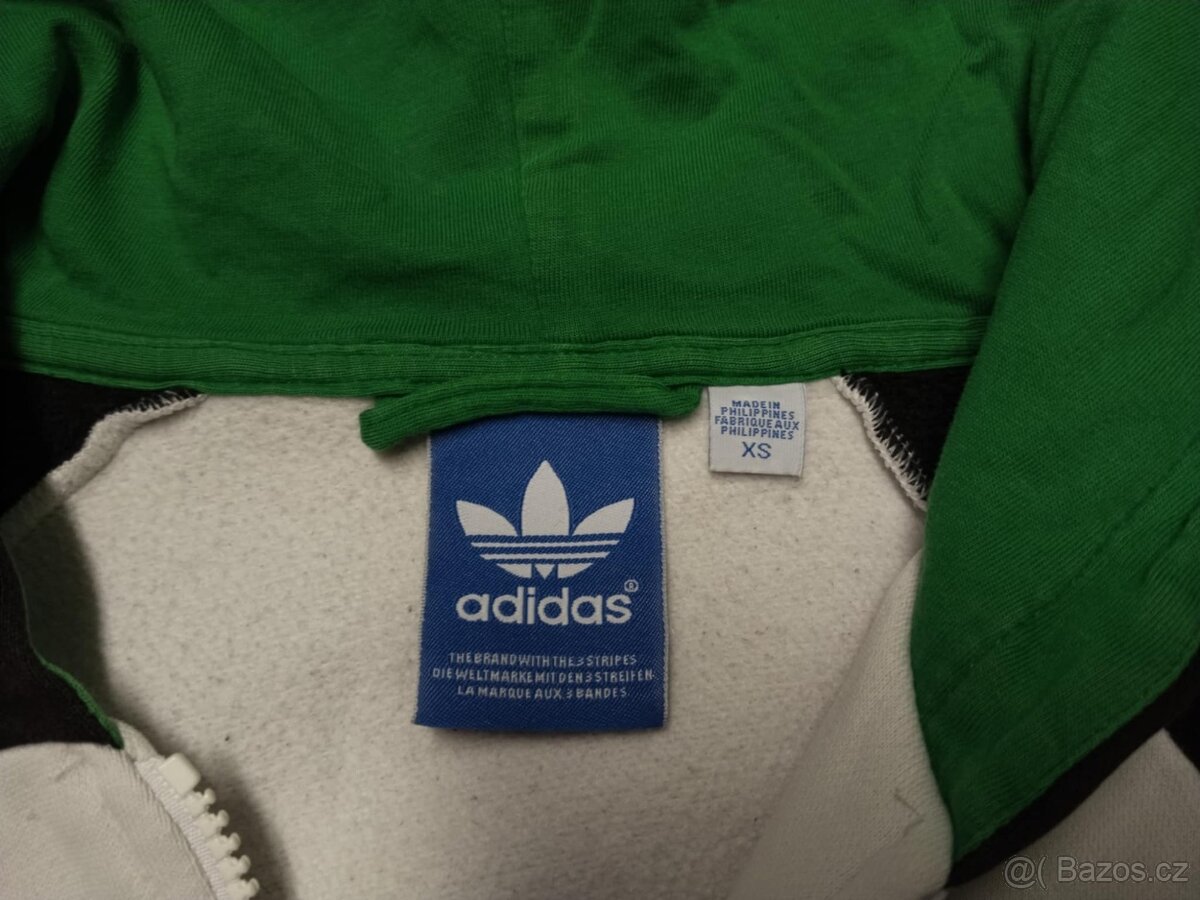 MADE IN
PHILIPPINES
FABRIQUE AUX
PHILIPPINES
XS
adidas®
THE BRAND WITH THE 3 STRIPES
DIE WELTMARKE MIT DEN 3 STREIFEN
LA MARQUE AUX 3 BANDES
@( Bazos.cz